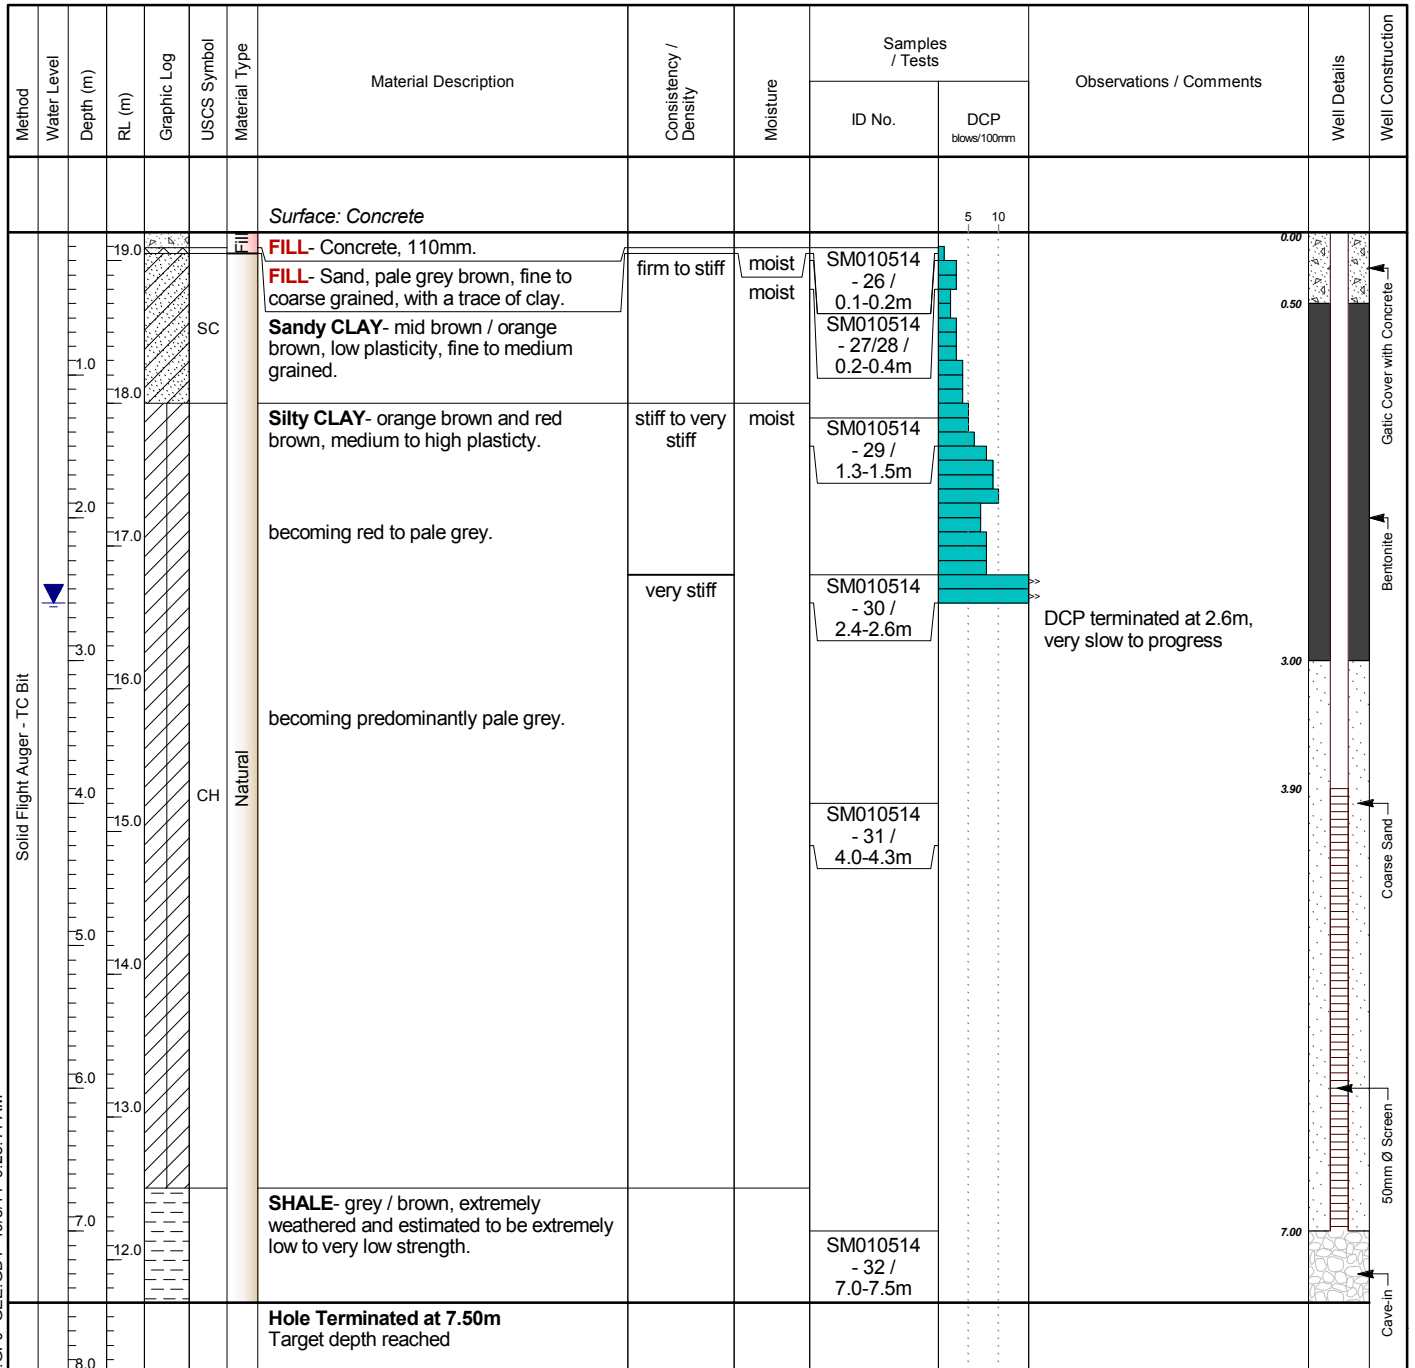 Method
Water Level
Depth (m)
RL (m)
Graphic Log
USCS Symbol
Material Type
Material Description
Consistency /
Density
Moisture
Samples
/ Tests
ID No.
DCP
blows/100mm
Observations / Comments
Well Details
Well Construction
Surface: Concrete
5 10
Solid Flight Auger - TC Bit
1.0
2.0
3.0
4.0
5.0
6.0
7.0
8.0
19.0
18.0
17.0
16.0
15.0
14.0
13.0
12.0
SC
CH
Fill
Natural
FILL- Concrete, 110mm.
FILL- Sand, pale grey brown, fine to
coarse grained, with a trace of clay.
Sandy CLAY- mid brown / orange
brown, low plasticity, fine to medium
grained.
Silty CLAY- orange brown and red
brown, medium to high plasticty.
becoming red to pale grey.
becoming predominantly pale grey.
SHALE- grey / brown, extremely
weathered and estimated to be extremely
low to very low strength.
Hole Terminated at 7.50m
Target depth reached
firm to stiff
stiff to very
stiff
very stiff
moist
moist
moist
SM010514
- 26 /
0.1-0.2m
SM010514
- 27/28 /
0.2-0.4m
SM010514
- 29 /
1.3-1.5m
SM010514
- 30 /
2.4-2.6m
SM010514
- 31 /
4.0-4.3m
SM010514
- 32 /
7.0-7.5m
>>
>>
DCP terminated at 2.6m,
very slow to progress
0.00
0.50
3.00
3.90
7.00
Gatic Cover with Concrete
Bentonite
Coarse Sand
50mm Ø Screen
Cave-in